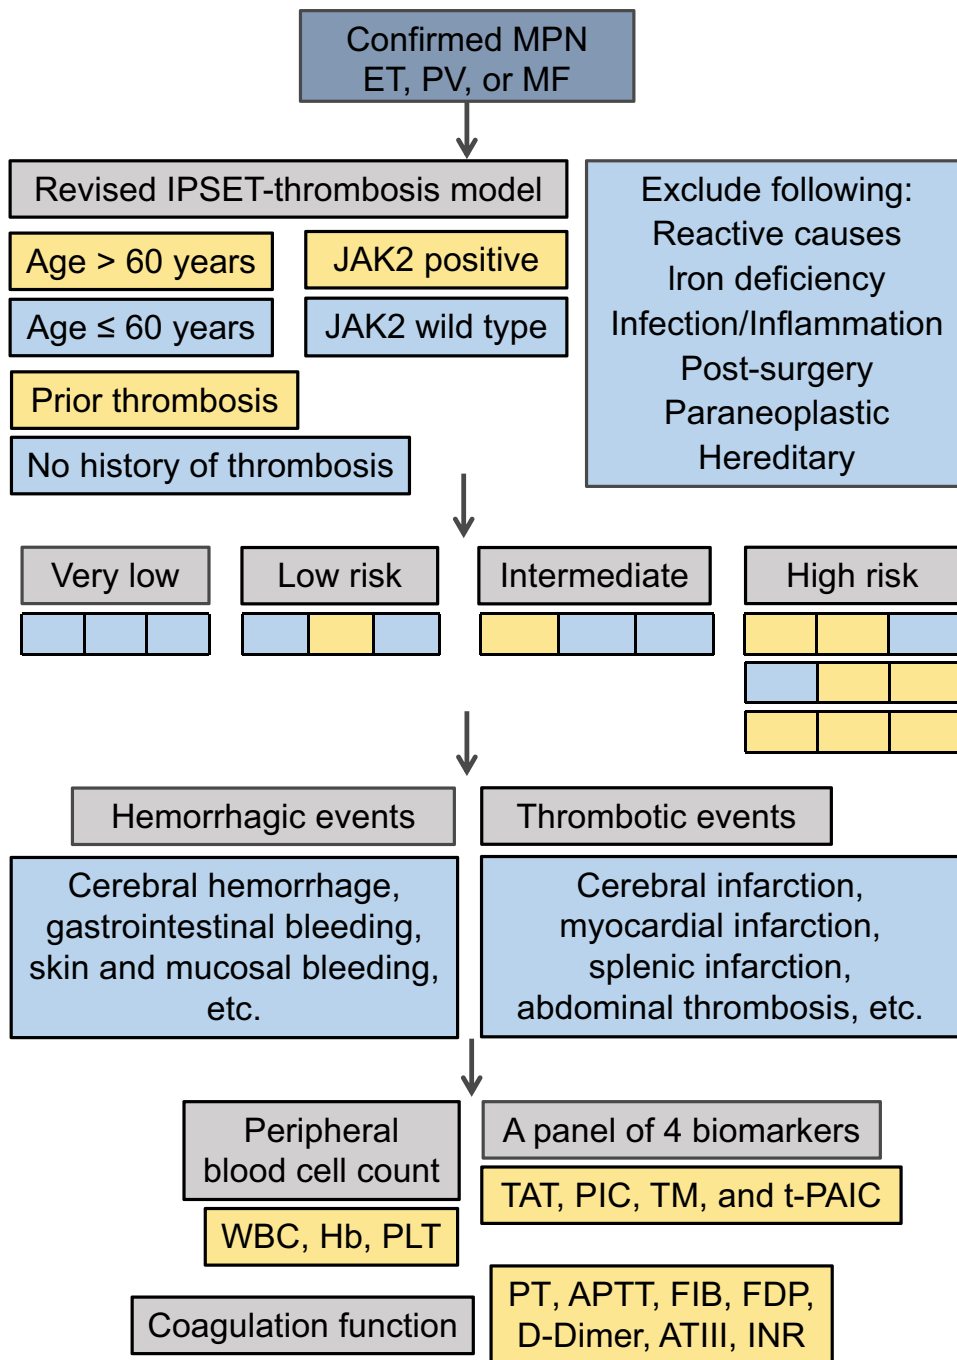 Confirmed MPN
ET, PV, or MF
Revised IPSET-thrombosis model
Age > 60 years
JAK2 positive
Age ≤ 60 years
JAK2 wild type
Prior thrombosis
No history of thrombosis
Exclude following:
Reactive causes
Iron deficiency
Infection/Inflammation
Post-surgery
Paraneoplastic
Hereditary
Very low
Low risk
Intermediate
High risk
Hemorrhagic events
Cerebral hemorrhage,
gastrointestinal bleeding,
skin and mucosal bleeding,
etc.
Thrombotic events
Cerebral infarction,
myocardial infarction,
splenic infarction,
abdominal thrombosis, etc.
Peripheral
blood cell count
WBC, Hb, PLT
A panel of 4 biomarkers
TAT, PIC, TM, and t-PAIC
Coagulation function
PT, APTT, FIB, FDP,
D-Dimer, ATIII, INR